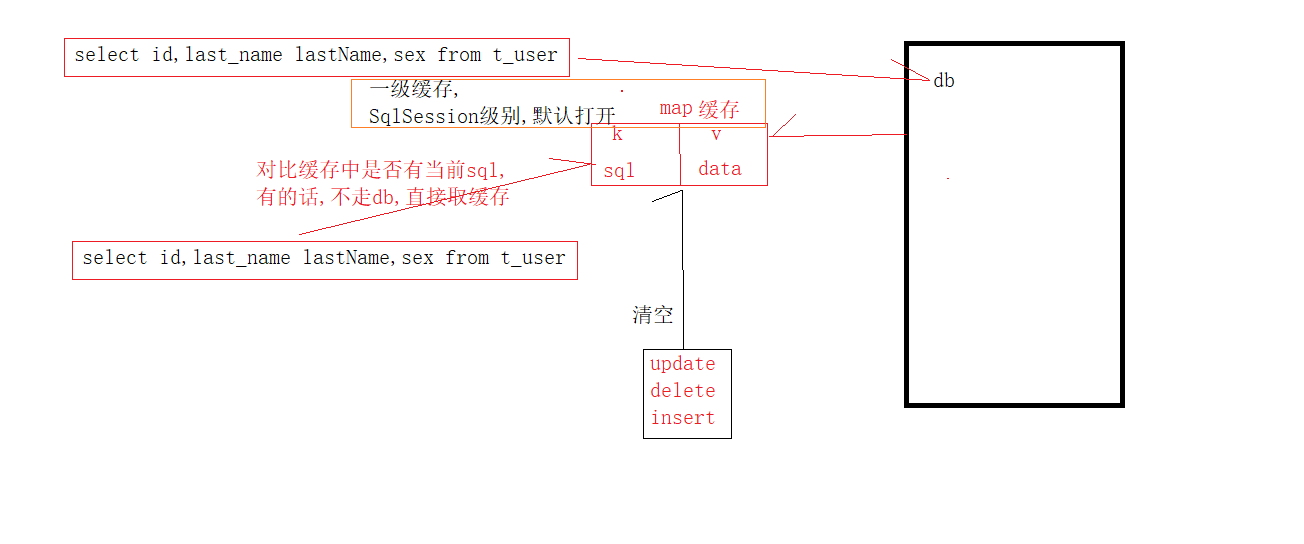 select id,last_name lastName,sex from t_user
db
一级缓存,
SqlSession级别,默认打开
map 缓存
k v
sql data
对比缓存中是否有当前sql,
有的话,不走db,直接取缓存
select id,last_name lastName,sex from t_user
清空
update
delete
insert